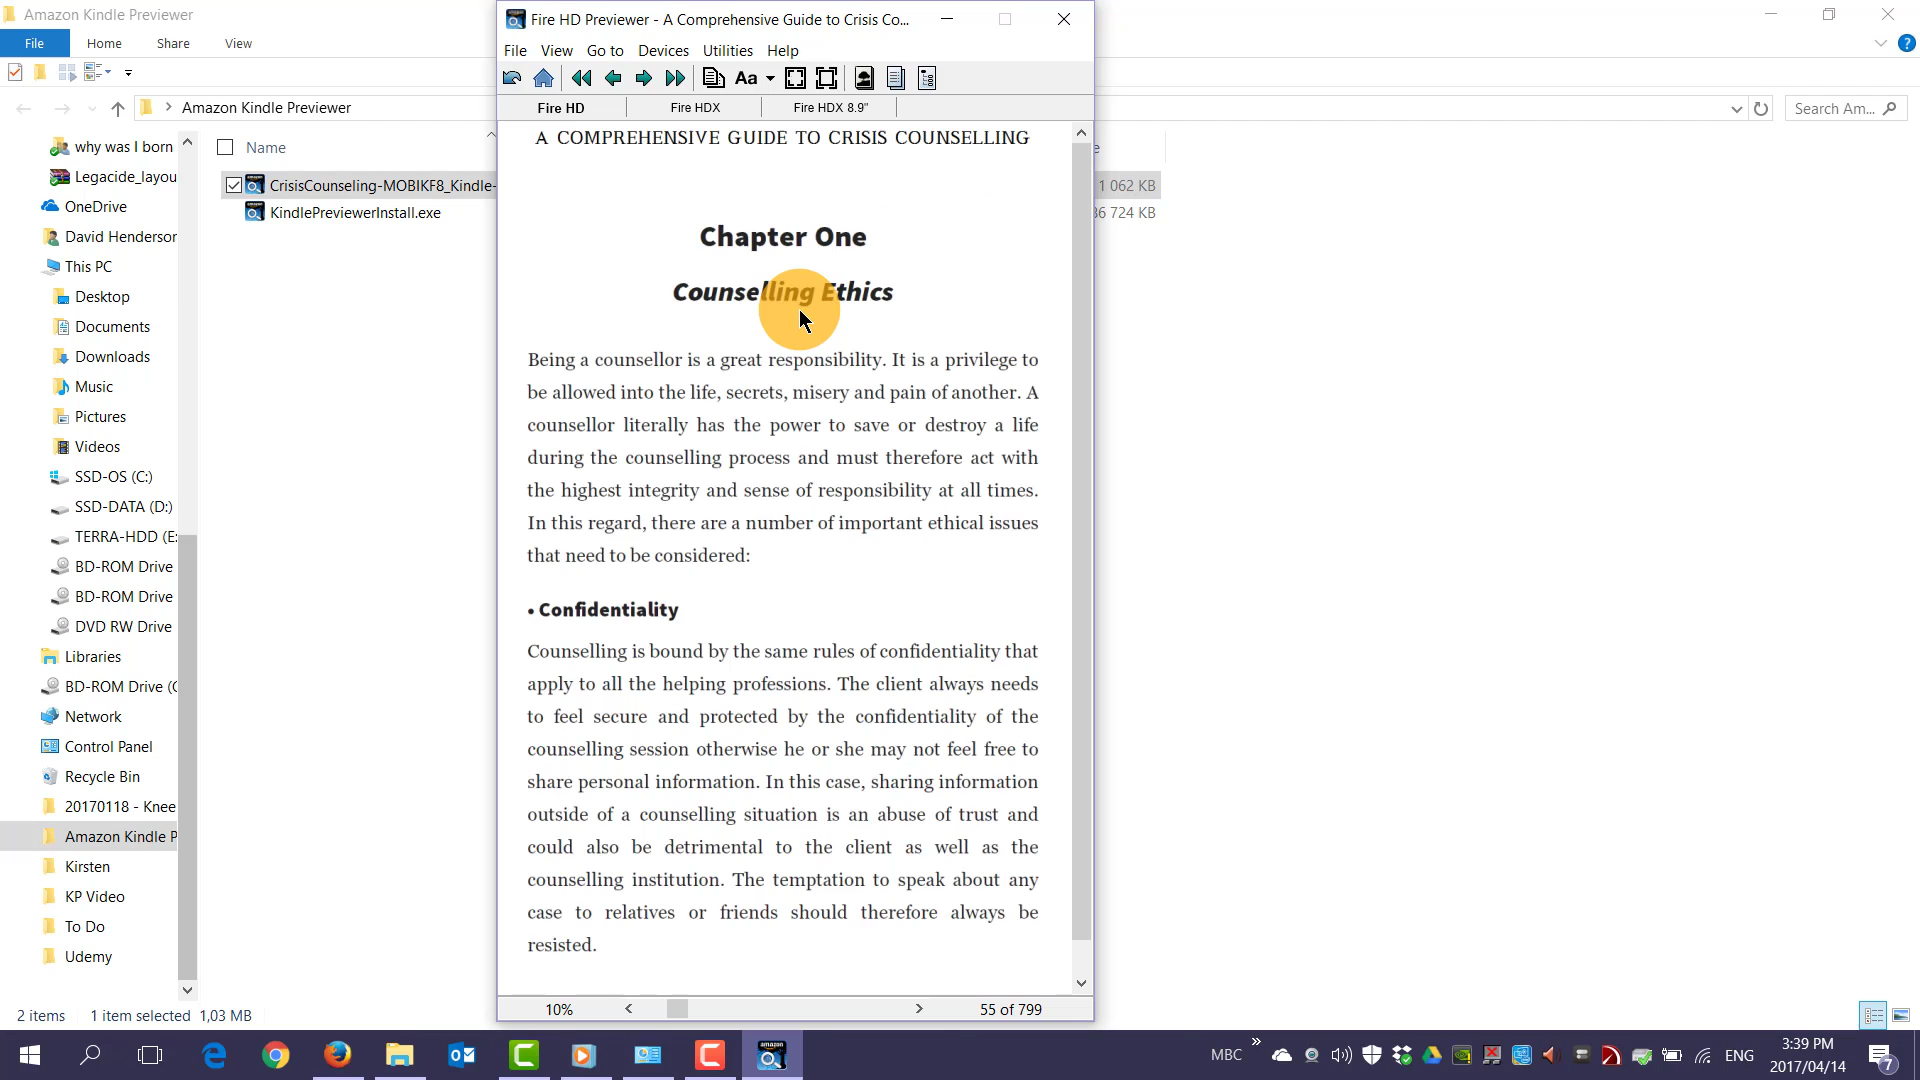 Amazon Kindle Previewer
File Home Share View
Amazon Kindle Previewer
Search Am...
why was I born
Legacide_layou
OneDrive
David Henderson
This PC
Desktop
Documents
Downloads
Music
Pictures
Videos
SSD-OS (C:)
SSD-DATA (D:)
TERRA-HDD (E:
BD-ROM Drive
BD-ROM Drive
DVD RW Drive
Libraries
BD-ROM Drive (
Network
Control Panel
Recycle Bin
20170118 - Knee
Amazon Kindle P
Kirsten
KP Video
To Do
Udemy
Name
CrisisCounseling-MOBIKF8_Kindle-
1 062 KB
KindlePreviewerInstall.exe
36 724 KB
2 items 1 item selected 1,03 MB
Fire HD Previewer - A Comprehensive Guide to Crisis Co...
File View Go to Devices Utilities Help
Aa
Fire HD Fire HDX Fire HDX 8.9"
A COMPREHENSIVE GUIDE TO CRISIS COUNSELLING
Chapter One
Counselling Ethics
Being a counsellor is a great responsibility. It is a privilege to
be allowed into the life, secrets, misery and pain of another. A
counsellor literally has the power to save or destroy a life
during the counselling process and must therefore act with
the highest integrity and sense of responsibility at all times.
In this regard, there are a number of important ethical issues
that need to be considered:
• Confidentiality
Counselling is bound by the same rules of confidentiality that
apply to all the helping professions. The client always needs
to feel secure and protected by the confidentiality of the
counselling session otherwise he or she may not feel free to
share personal information. In this case, sharing information
outside of a counselling situation is an abuse of trust and
could also be detrimental to the client as well as the
counselling institution. The temptation to speak about any
case to relatives or friends should therefore always be
resisted.
10% 55 of 799
MBC
ENG
3:39 PM
2017/04/14
7